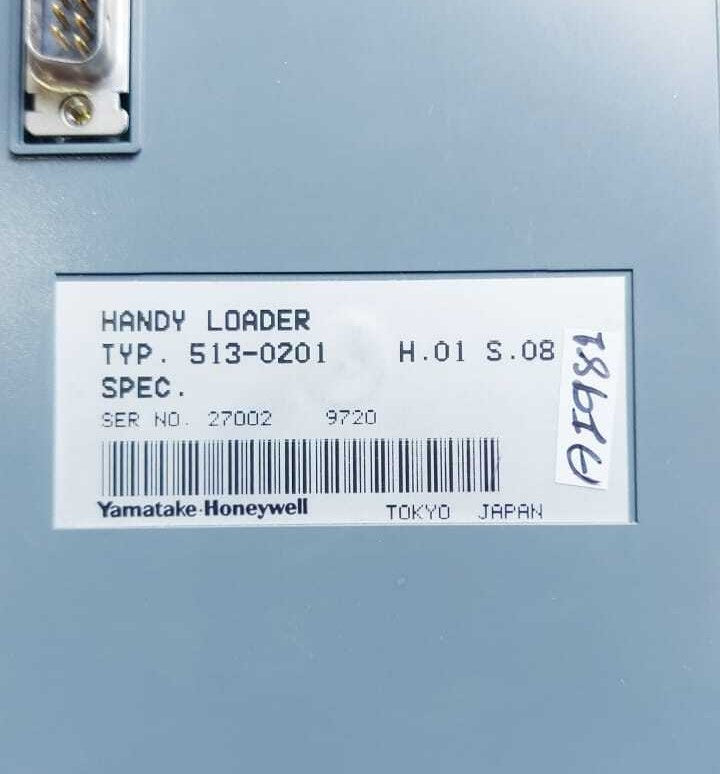 HANDY LOADER
TYP. 513-0201 H.01 S.08
SPEC.
SER NO. 27002 9720
Yamatake-Honeywell TOKYO JAPAN